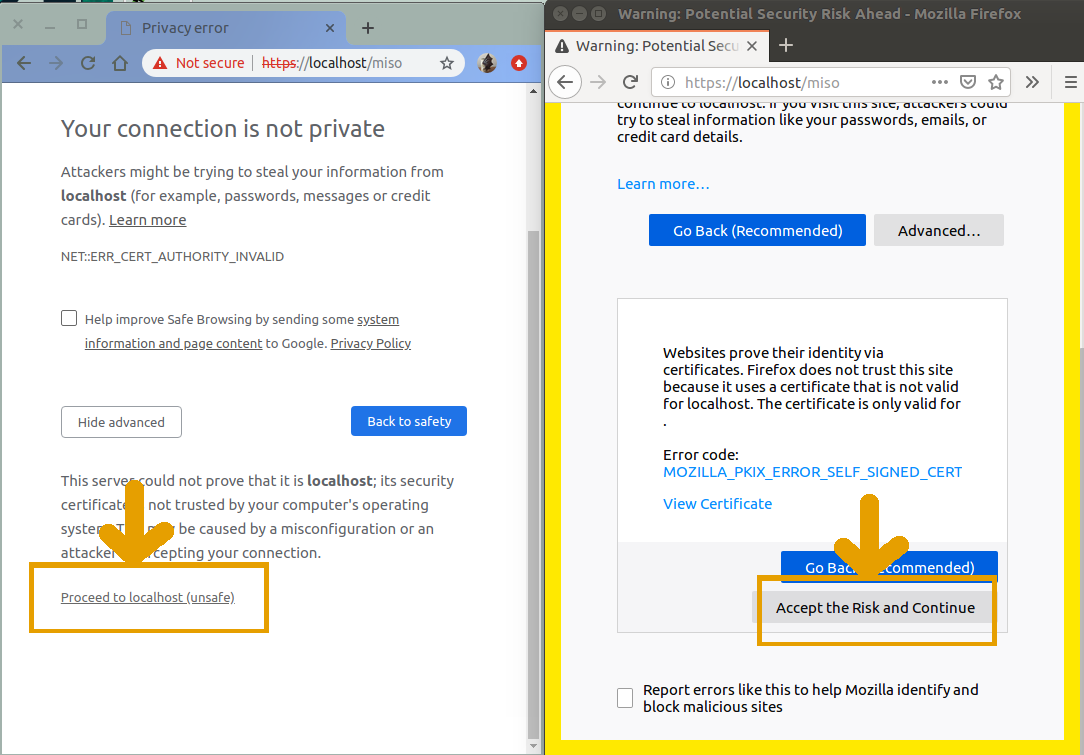 Privacy error
Not secure | https://localhost/miso
Your connection is not private
Attackers might be trying to steal your information from
localhost (for example, passwords, messages or credit
cards). Learn more
NET::ERR_CERT_AUTHORITY_INVALID
Help improve Safe Browsing by sending some system
information and page content to Google. Privacy Policy
Hide advanced
Back to safety
This server could not prove that it is localhost; its security
certificate not trusted by your computer's operating
system. may be caused by a misconfiguration or an
attacker your connection.
Proceed to localhost (unsafe)
Warning: Potential Security Risk Ahead - Mozilla Firefox
Warning: Potential Secu
https://localhost/miso
continue to localhost. If you visit this site, attackers could
try to steal information like your passwords, emails, or
credit card details.
Learn more…
Go Back (Recommended)
Advanced…
Websites prove their identity via
certificates. Firefox does not trust this site
because it uses a certificate that is not valid
for localhost. The certificate is only valid for
.
Error code:
MOZILLA_PKIX_ERROR_SELF_SIGNED_CERT
View Certificate
Go Back (Recommended)
Accept the Risk and Continue
Report errors like this to help Mozilla identify and
block malicious sites